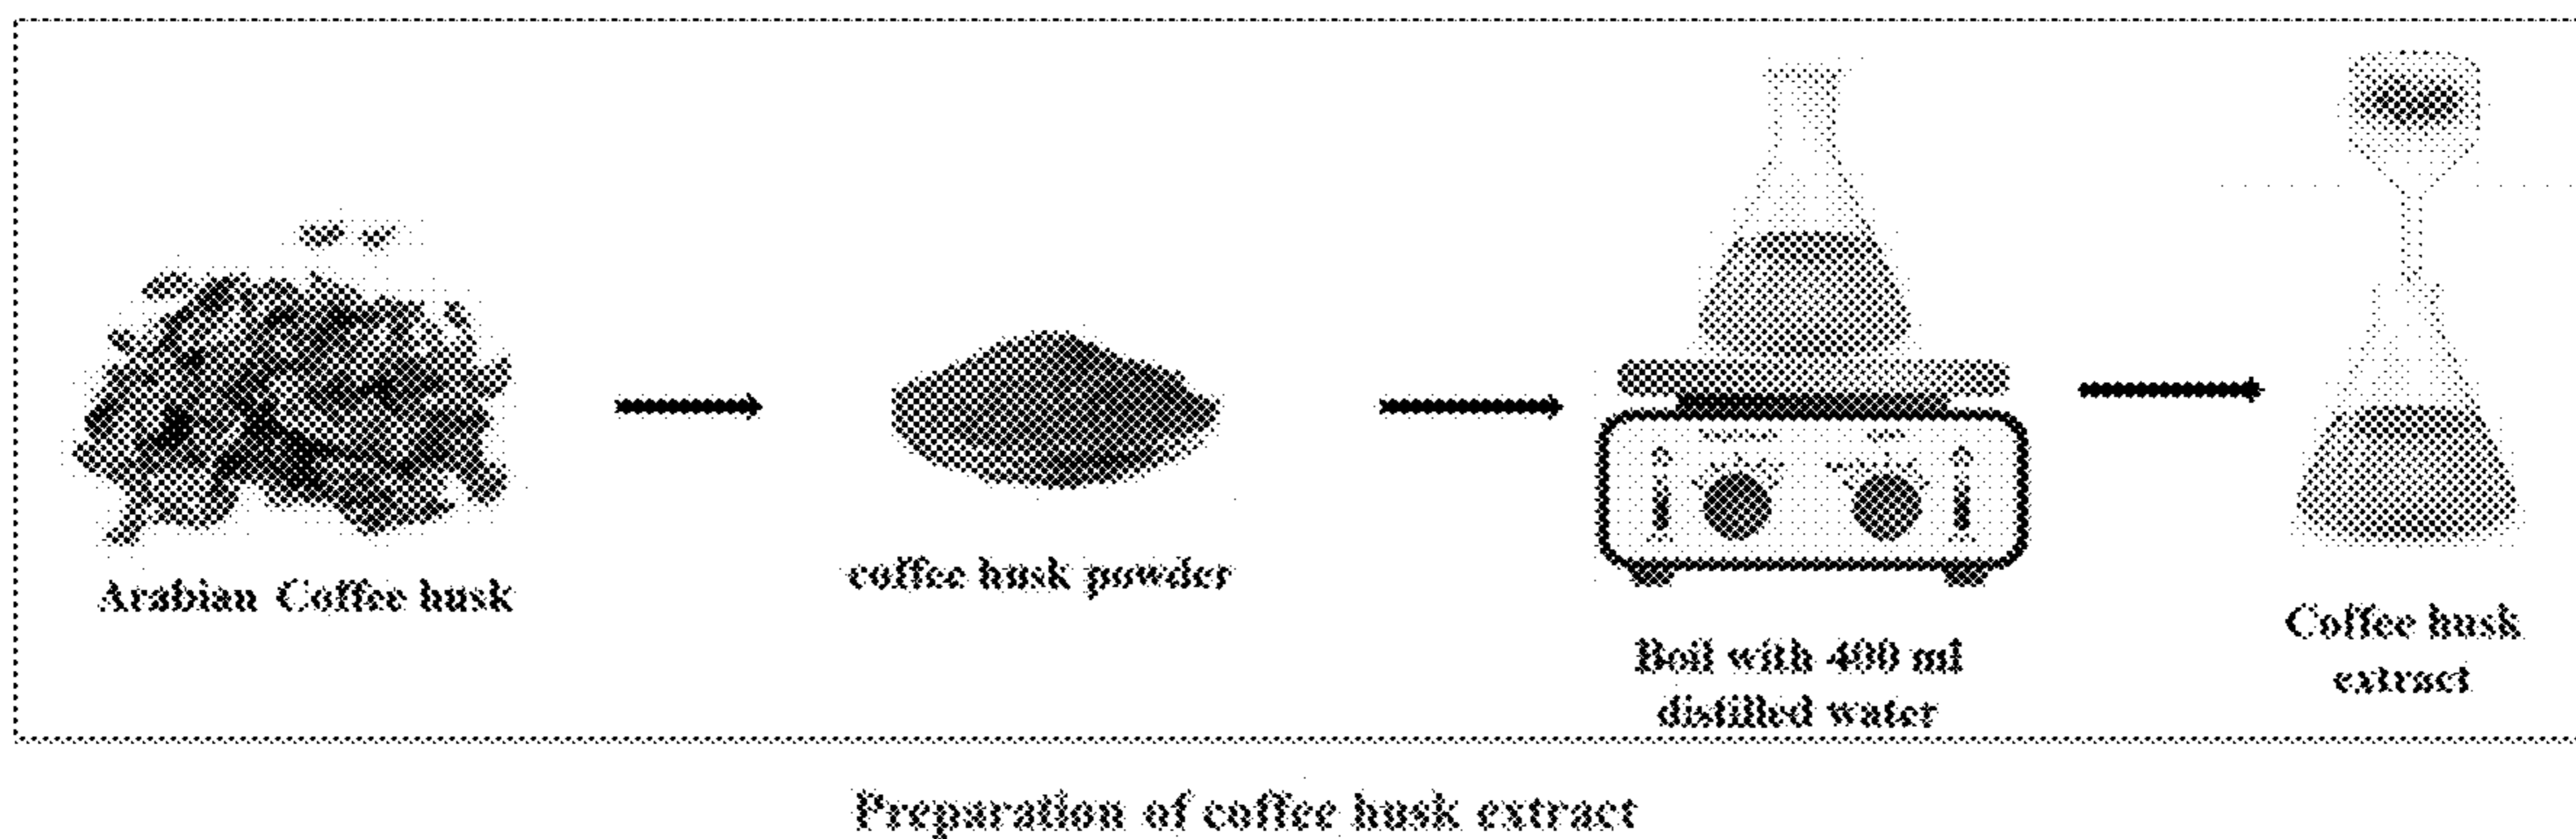 Arabian Coffee husk
coffee husk powder
Boil with 400 ml
distilled water
Coffee husk
extract
Preparation of coffee husk extract